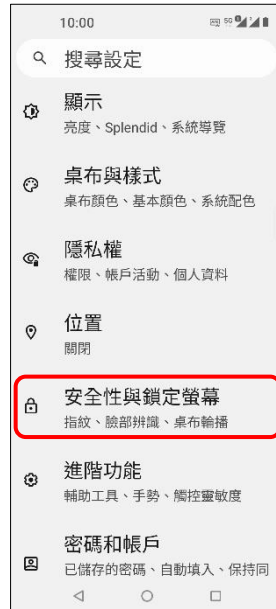 10:00
5G
搜尋設定
顯示
亮度、Splendid、系統導覽
桌布與樣式
桌布顏色、基本顏色、系統配色
隱私權
權限、帳戶活動、個人資料
位置
關閉
安全性與鎖定螢幕
指紋、臉部辨識、桌布輪播
進階功能
輔助工具、手勢、觸控靈敏度
密碼和帳戶
已儲存的密碼、自動填入、保持同